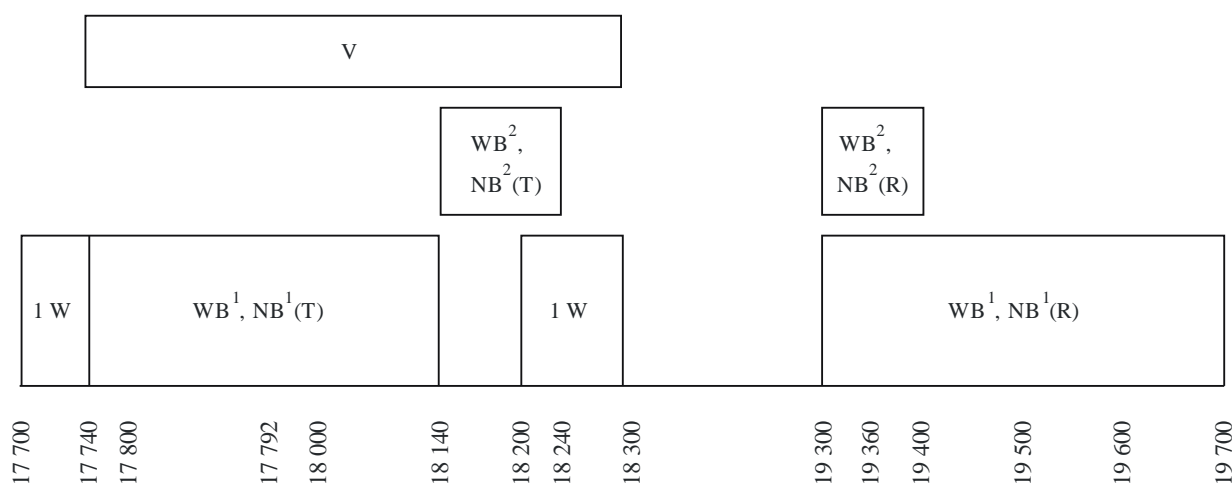 V
WB²,
NB²(T)
WB²,
NB²(R)
1 W
WB¹, NB¹(T)
1 W
WB¹, NB¹(R)
17 700
17 740
17 800
17 792
18 000
18 140
18 200
18 240
18 300
19 300
19 360
19 400
19 500
19 600
19 700